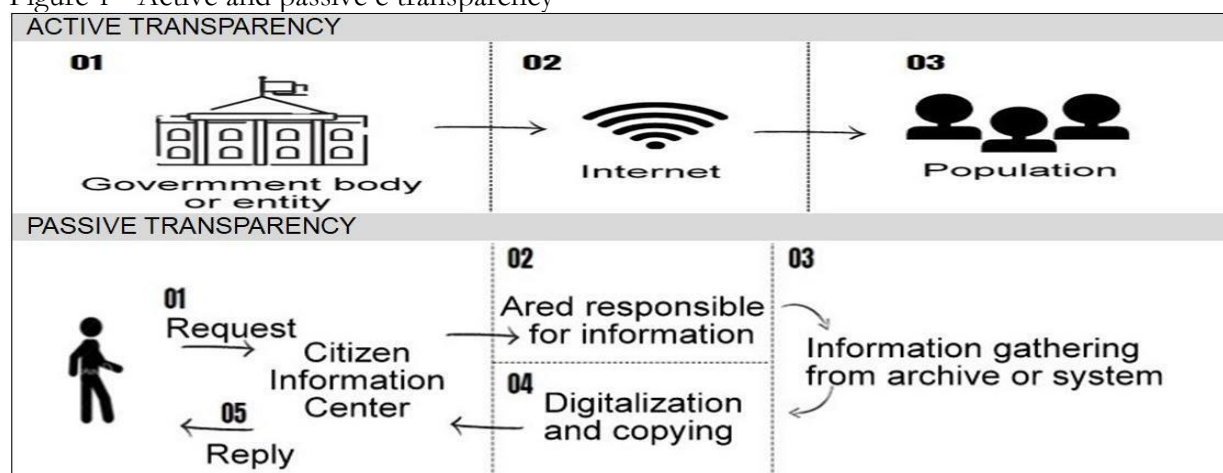 Figure 1 - Active and passive e-transparency
ACTIVE TRANSPARENCY
01
Govermment body
or entity
02
Internet
03
Population
PASSIVE TRANSPARENCY
01
Request
Citizen
Information
Center
02
Ared responsible
for information
03
Information gathering
from archive or system
04
Digitalization
and copying
05
Reply